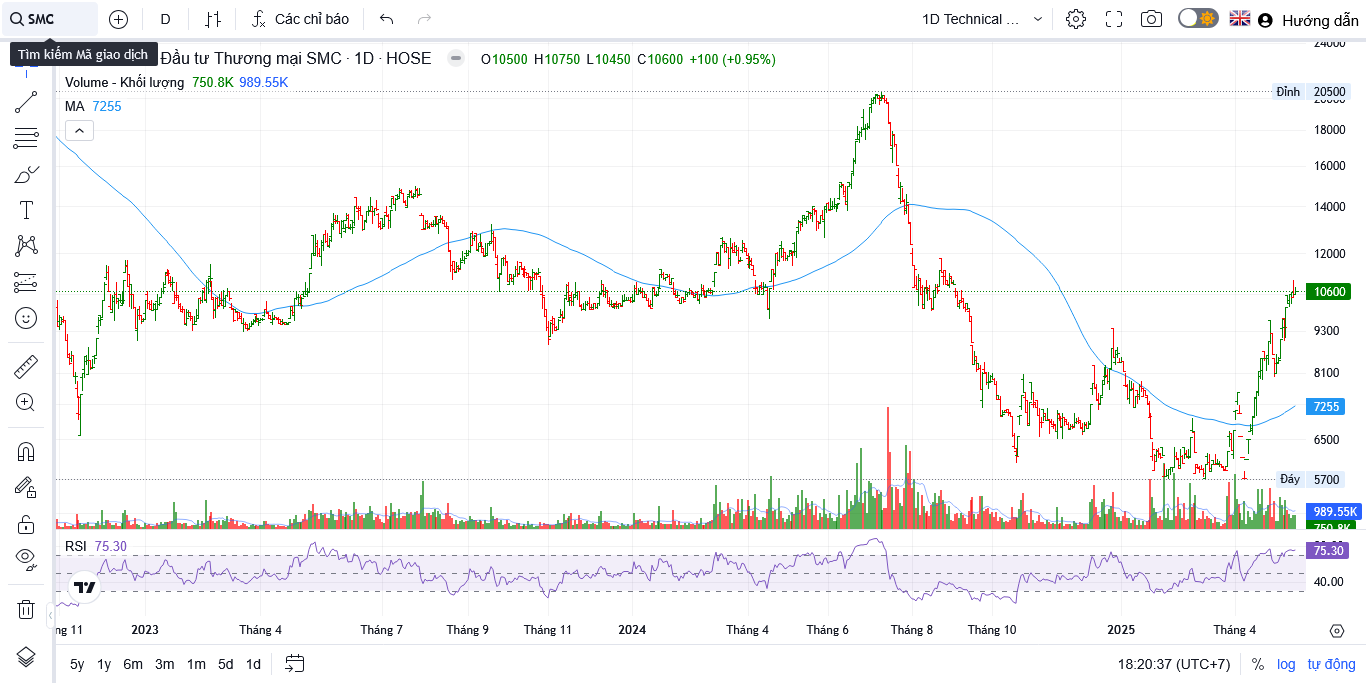 SMC D Các chỉ báo 1D Technical ... Hướng dẫn
Tìm kiếm Mã giao dịch
Đầu tư Thương mại SMC · 1D · HOSE O10500 H10750 L10450 C10600 +100 (+0.95%)
Volume - Khối lượng 750.8K 989.55K
MA 7255
24000
Đỉnh 20500
20000
18000
16000
14000
12000
10600
9300
8100
7255
6500
Đáy 5700
989.55K
750.8K
RSI 75.30
75.30
40.00
ng 11 2023 Tháng 4 Tháng 7 Tháng 9 Tháng 11 2024 Tháng 4 Tháng 6 Tháng 8 Tháng 10 2025 Tháng 4
5y 1y 6m 3m 1m 5d 1d 18:20:37 (UTC+7) % log tự động